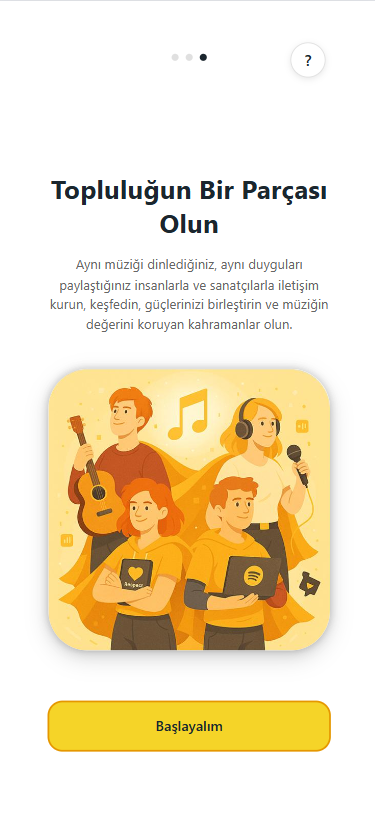 ?
Topluluğun Bir Parçası
Olun
Aynı müziği dinlediğiniz, aynı duyguları
paylaştığınız insanlarla ve sanatçılarla iletişim
kurun, keşfedin, güçlerinizi birleştirin ve müziğin
değerini koruyan kahramanlar olun.
Başlayalım